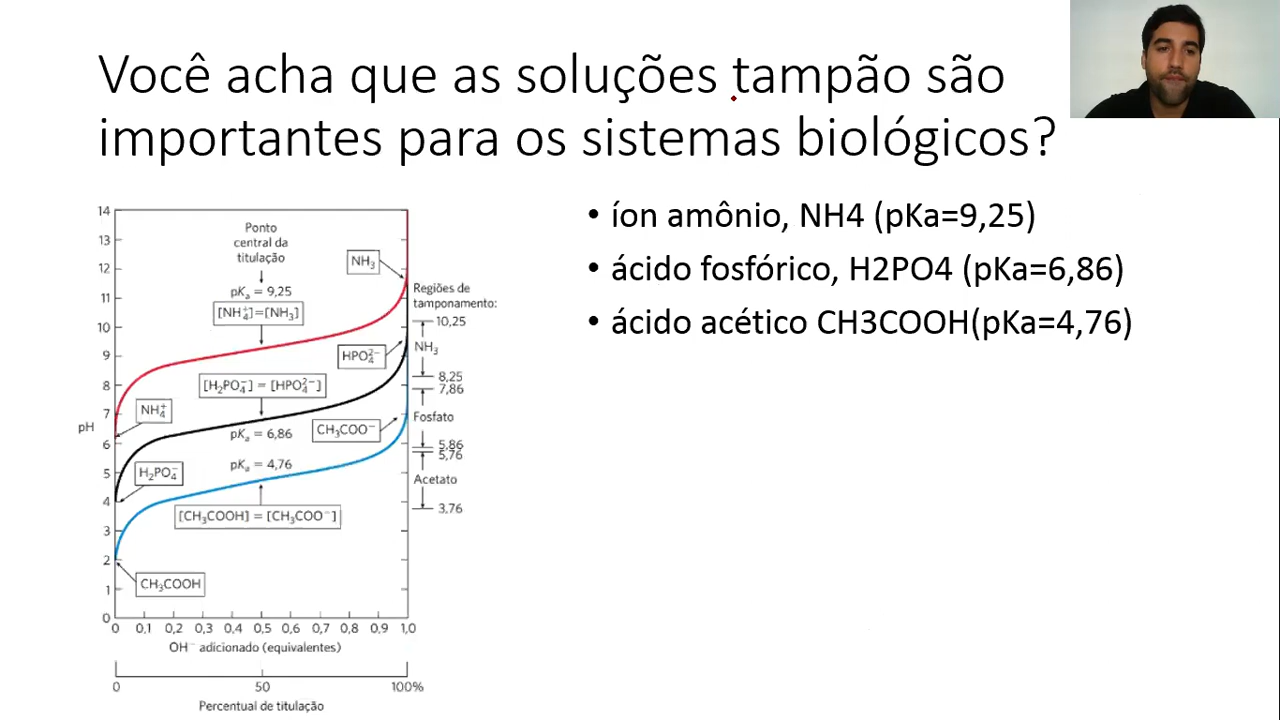 Você acha que as soluções tampão são
importantes para os sistemas biológicos?
• íon amônio, NH4 (pKa=9,25)
• ácido fosfórico, H2PO4 (pKa=6,86)
• ácido acético CH3COOH(pKa=4,76)
14
13
12
11
10
9
8
7
6
5
4
3
2
1
0
pH
Ponto
central da
titulação
pKₐ = 9,25
[NH₄⁺]=[NH₃]
NH₃
HPO₄²⁻
[H₂PO₄⁻] = [HPO₄²⁻]
NH₄⁺
pKₐ = 6,86
CH₃COO⁻
pKₐ = 4,76
H₂PO₄⁻
[CH₃COOH] = [CH₃COO⁻]
CH₃COOH
Regiões de
tamponamento:
10,25
NH₃
8,25
7,86
Fosfato
5,86
5,76
Acetato
3,76
0 0,1 0,2 0,3 0,4 0,5 0,6 0,7 0,8 0,9 1,0
OH⁻ adicionado (equivalentes)
0 50 100%
Percentual de titulação